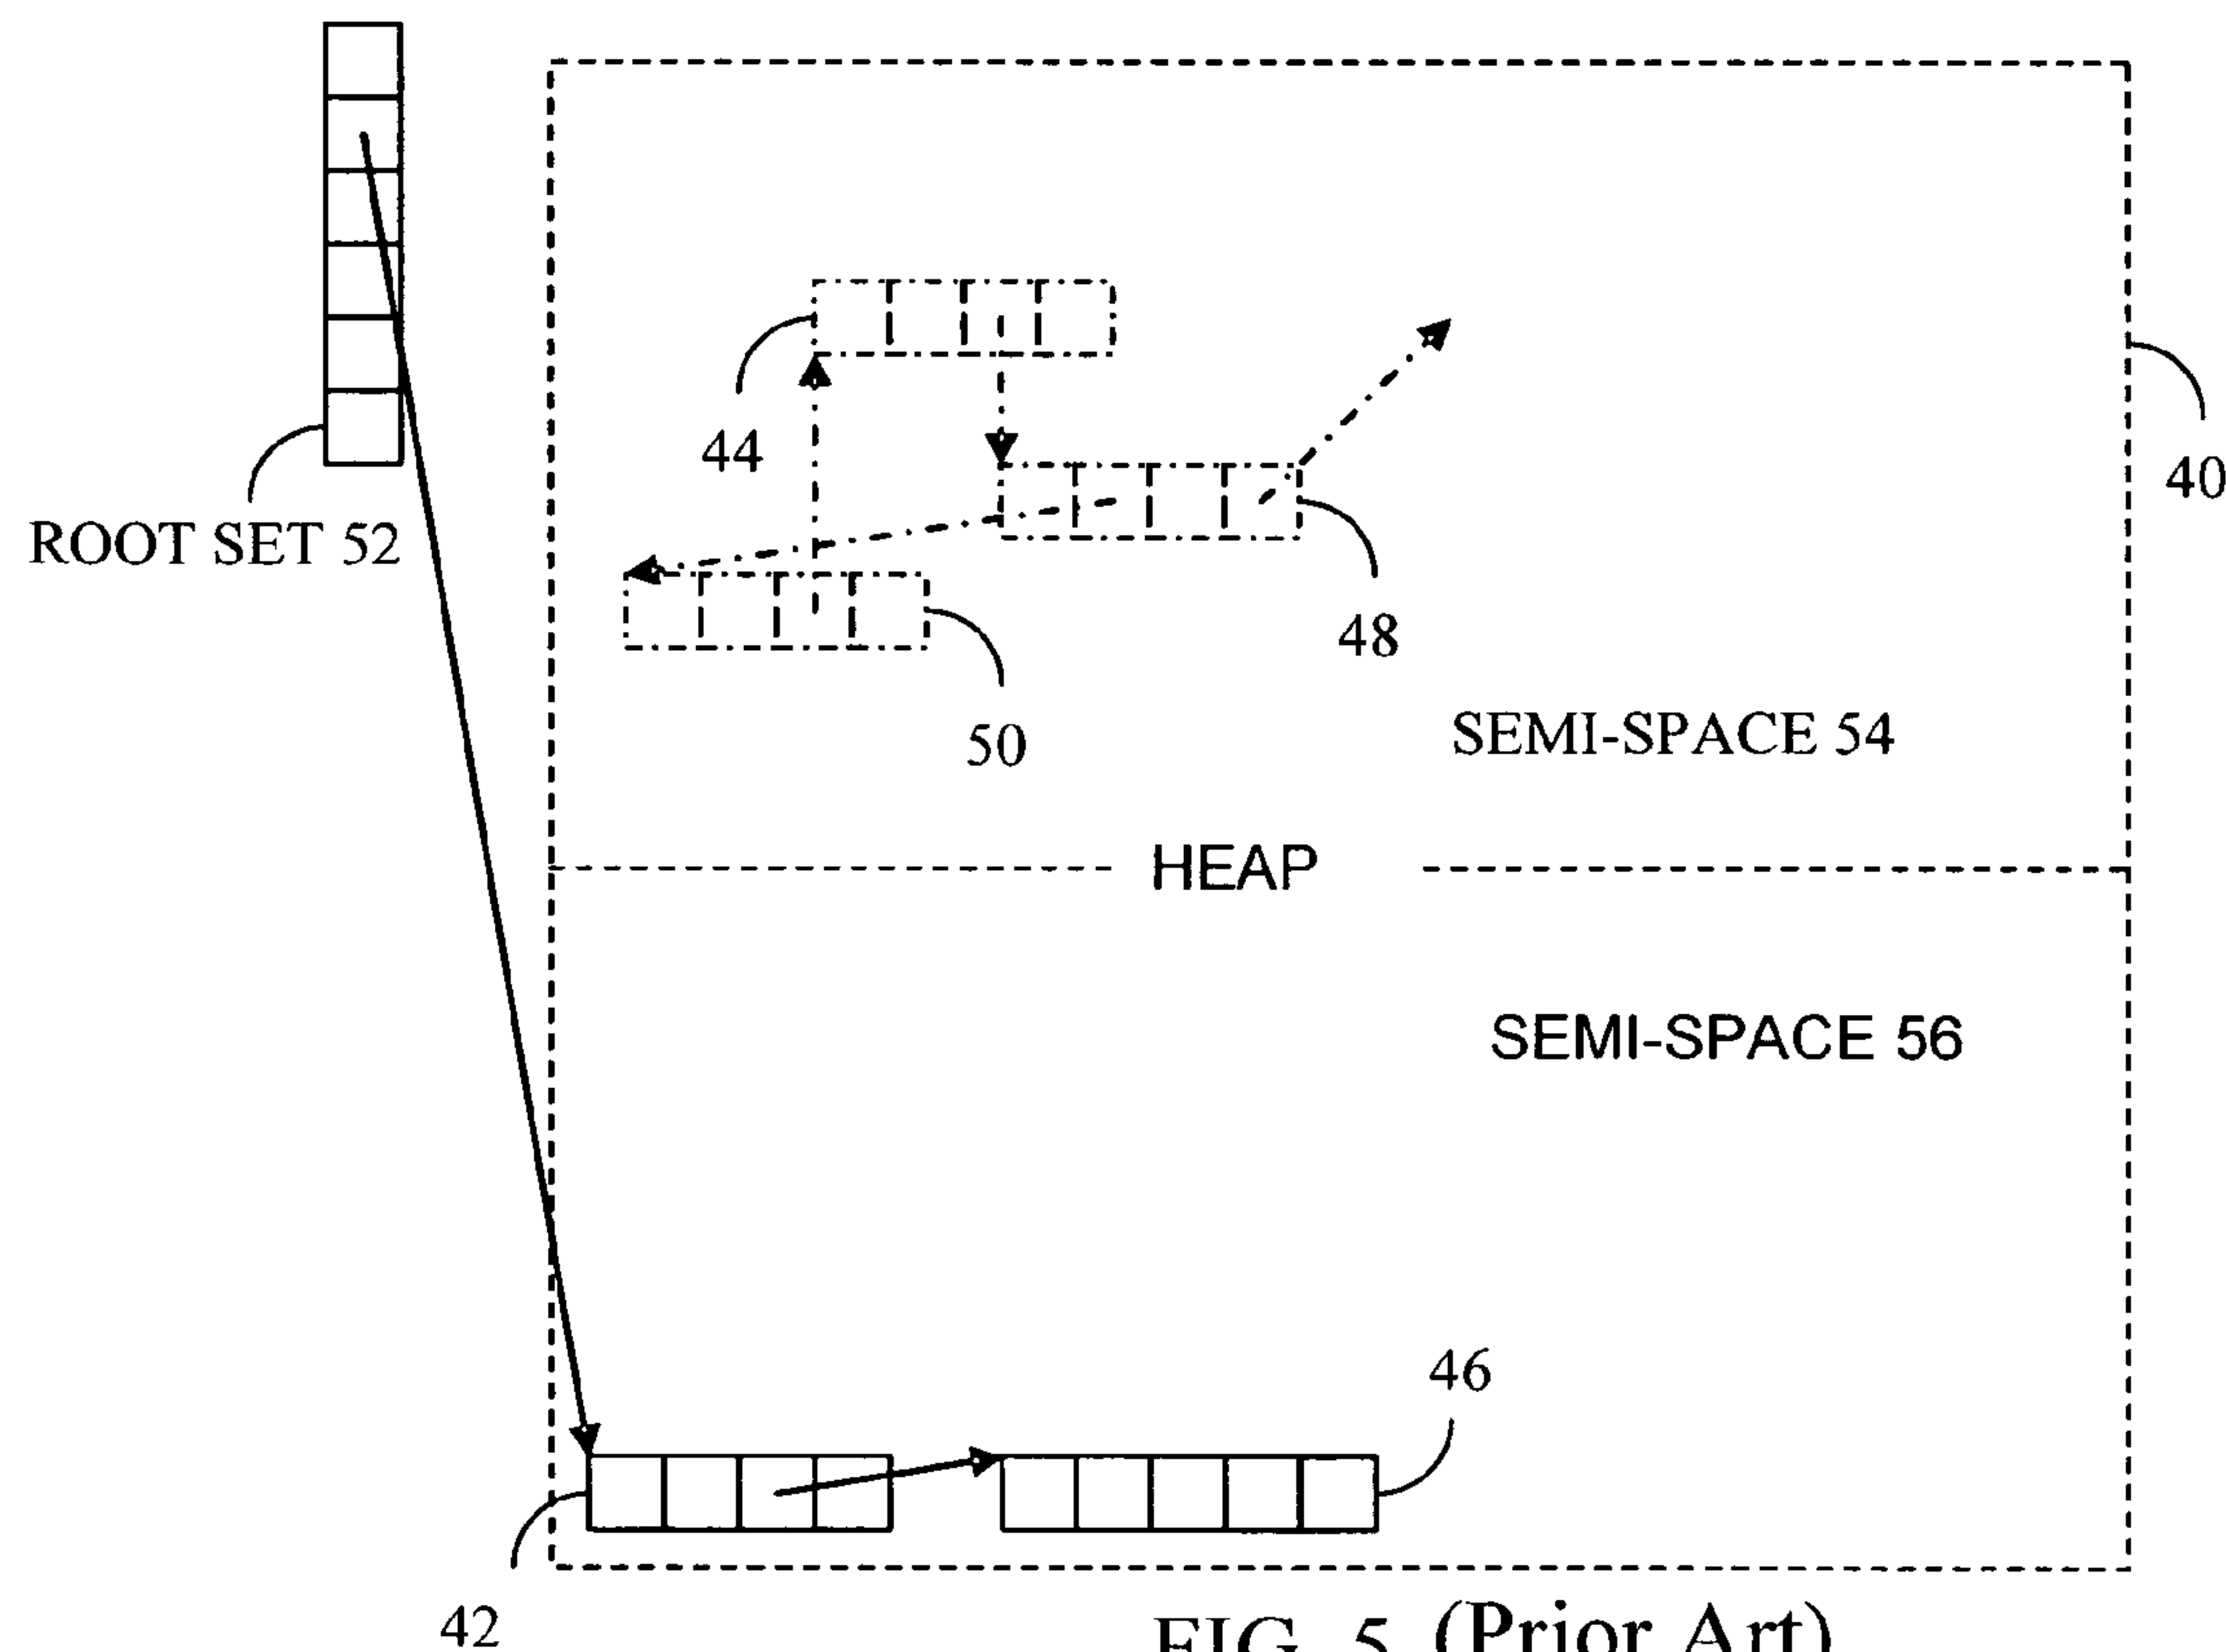 44
40
ROOT SET 52
48
50
SEMI-SPACE 54
HEAP
SEMI-SPACE 56
46
42
FIG. 5 (Prior Art)